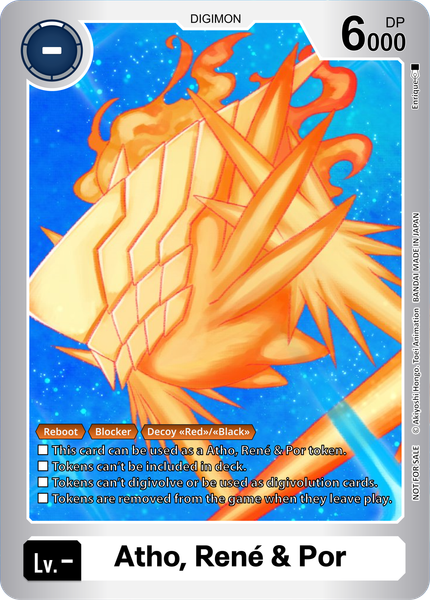 DIGIMON
-
6000
DP
Enrique
Reboot Blocker Decoy «Red»/«Black»
This card can be used as a Atho, René & Por token.
Tokens can't be included in deck.
Tokens can't digivolve or be used as digivolution cards.
Tokens are removed from the game when they leave play.
NOT FOR SALE © Akiyoshi Hongo, Toei Animation BANDAI MADE IN JAPAN
Lv.-
Atho, René & Por